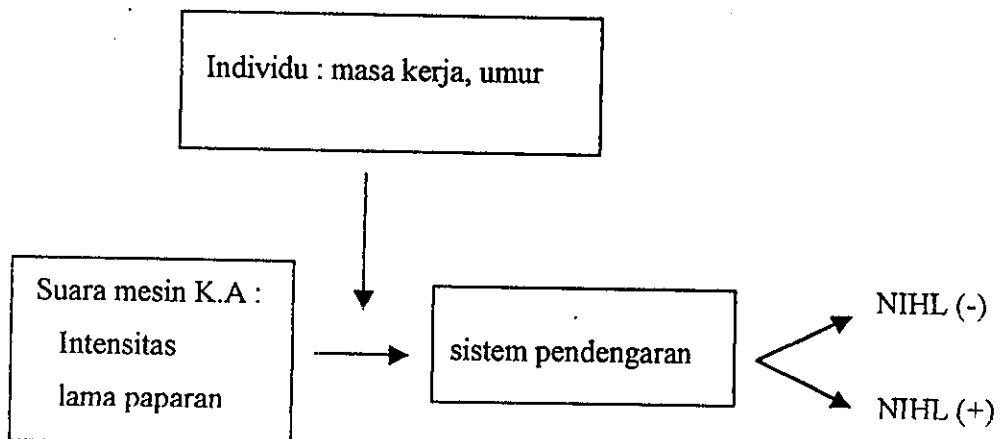 Individu : masa kerja, umur
Suara mesin K.A :
Intensitas
lama paparan
sistem pendengaran
NIHL (-)
NIHL (+)